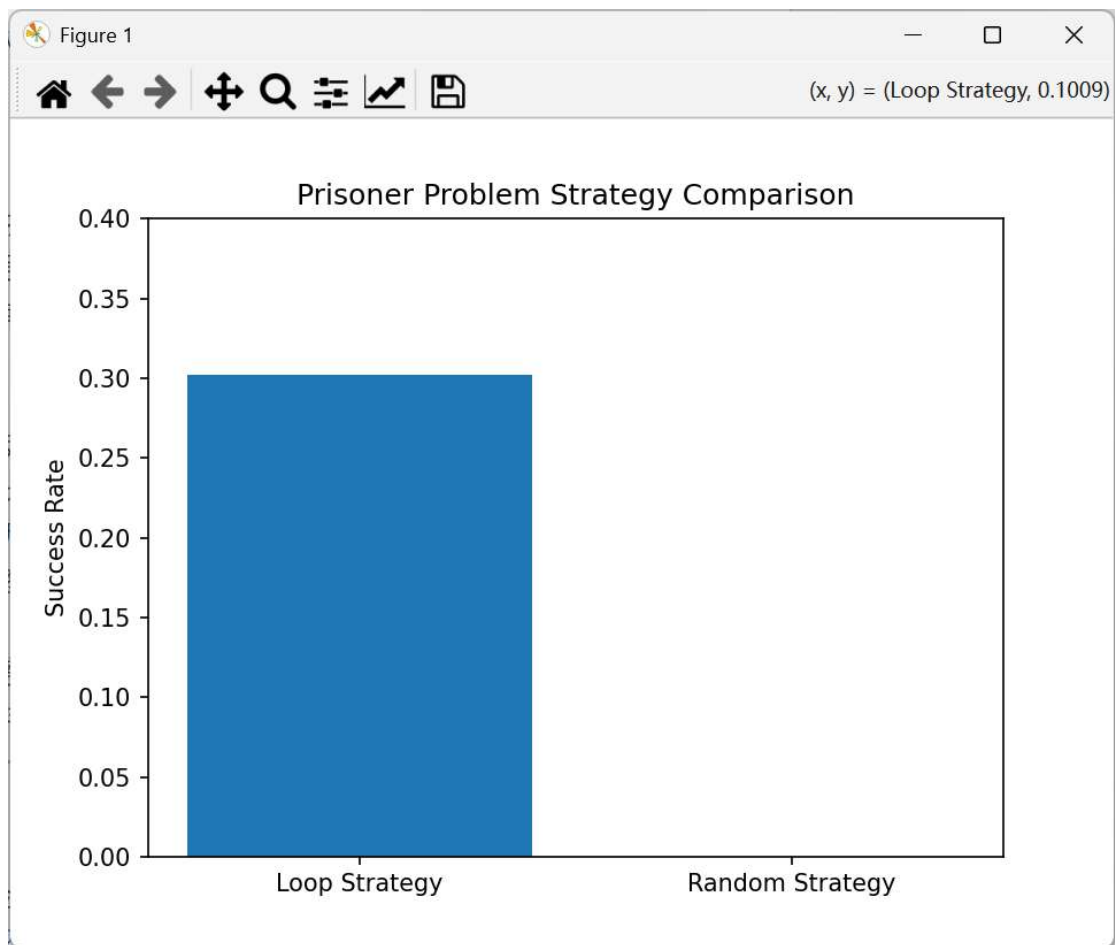 Figure 1
(x, y) = (Loop Strategy, 0.1009)
Prisoner Problem Strategy Comparison
0.40
0.35
0.30
0.25
0.20
0.15
0.10
0.05
0.00
Success Rate
Loop Strategy
Random Strategy